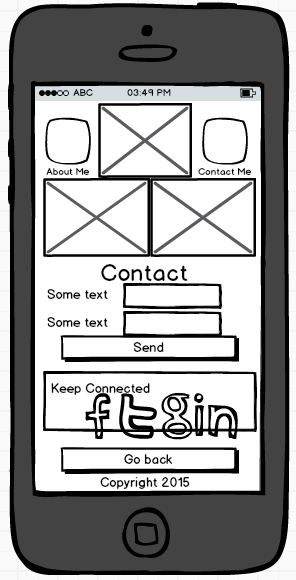 ABC 03:49 PM
About Me Contact Me
Contact
Some text
Some text
Send
Keep Connected
f t g in
Go back
Copyright 2015